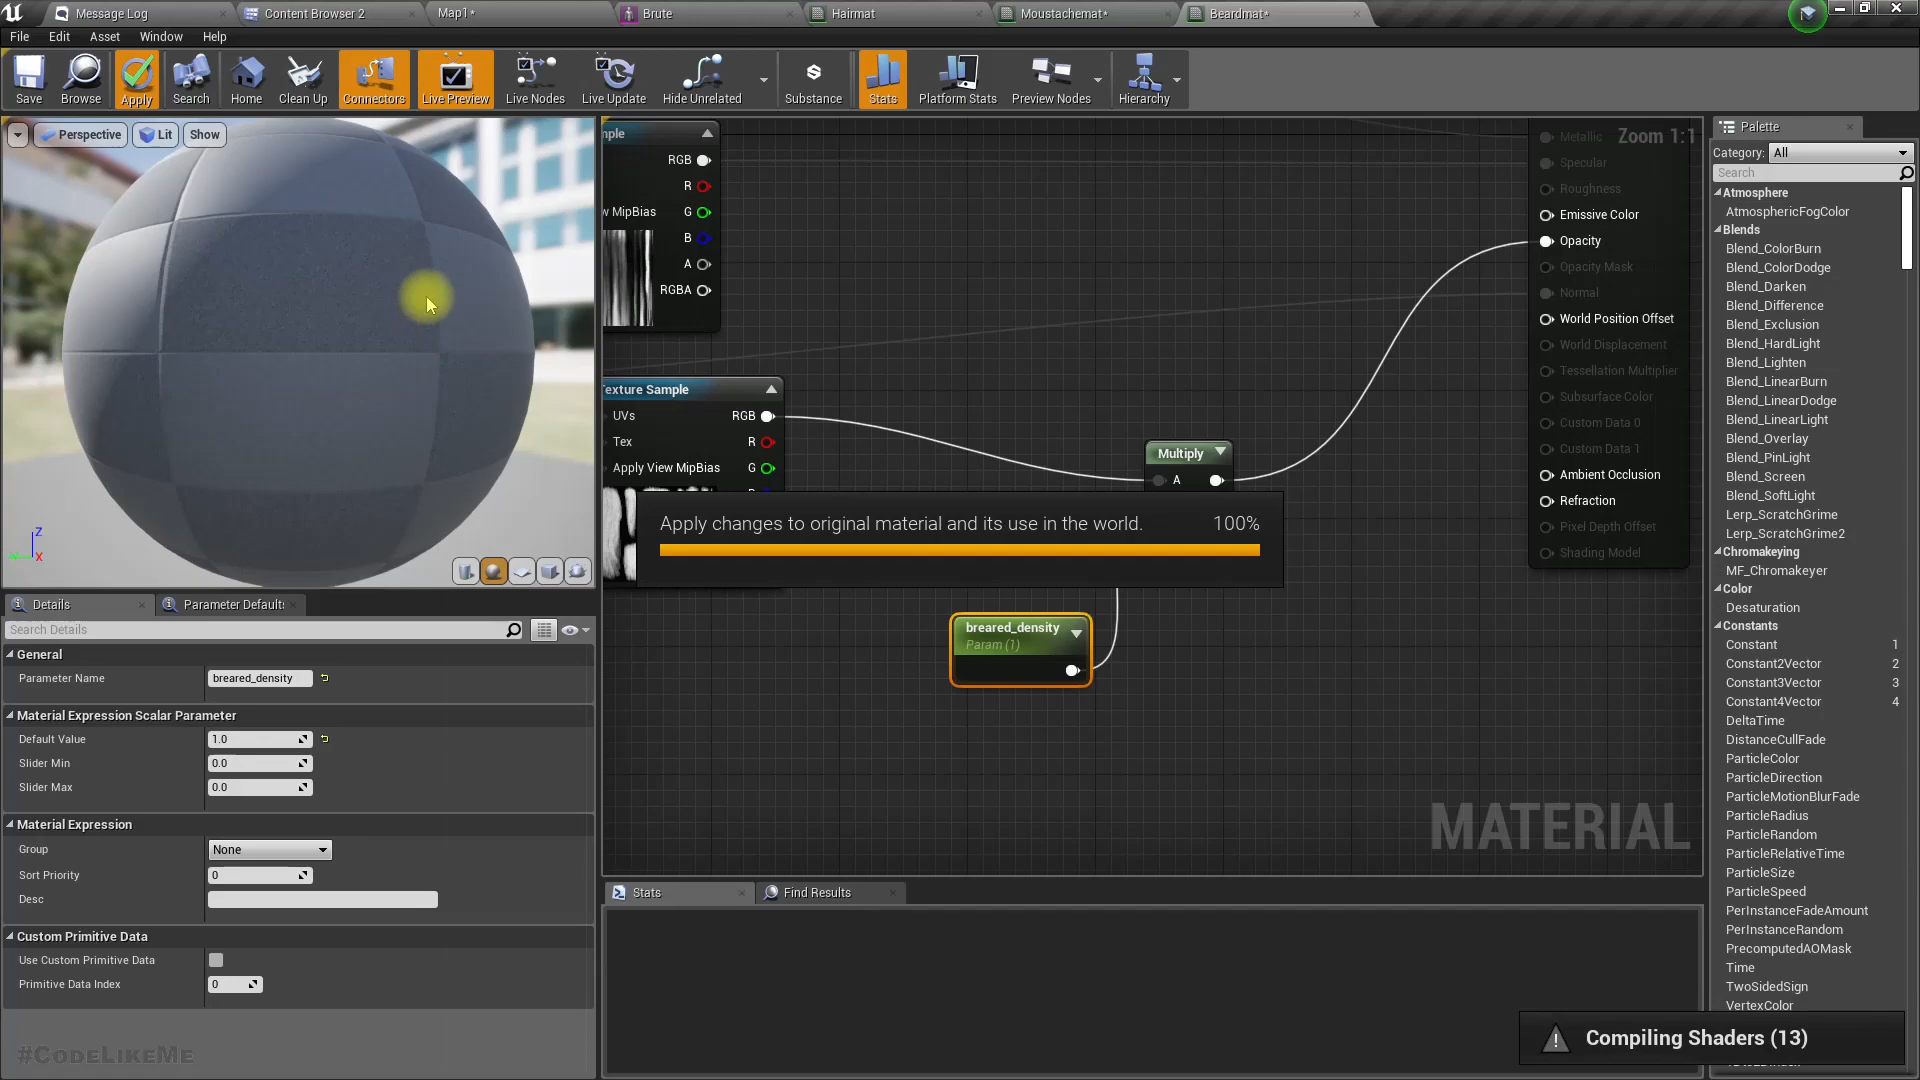 Message Log
Content Browser 2
Map1*
Brute
Hairmat
Moustachemat*
Beardmat*
File Edit Asset Window Help
Save
Browse
Apply
Search
Home
Clean Up
Connectors
Live Preview
Live Nodes
Live Update
Hide Unrelated
Substance
Stats
Platform Stats
Preview Nodes
Hierarchy
Perspective
Lit
Show
Z
X
RGB
R
MipBias G
B
A
RGBA
Texture Sample
UVs RGB
Tex R
Apply View MipBias G
Multiply
A
Apply changes to original material and its use in the world. 100%
breared_density
Param (1)
Zoom 1:1
Metallic
Specular
Roughness
Emissive Color
Opacity
Opacity Mask
Normal
World Position Offset
World Displacement
Tessellation Multiplier
Subsurface Color
Custom Data 0
Custom Data 1
Ambient Occlusion
Refraction
Pixel Depth Offset
Shading Model
MATERIAL
Details
Parameter Defaults
Search Details
General
Parameter Name breared_density
Material Expression Scalar Parameter
Default Value 1.0
Slider Min 0.0
Slider Max 0.0
Material Expression
Group None
Sort Priority 0
Desc
Custom Primitive Data
Use Custom Primitive Data
Primitive Data Index 0
#CodeLikeMe
Stats
Find Results
Palette
Category: All
Search
Atmosphere
AtmosphericFogColor
Blends
Blend_ColorBurn
Blend_ColorDodge
Blend_Darken
Blend_Difference
Blend_Exclusion
Blend_HardLight
Blend_Lighten
Blend_LinearBurn
Blend_LinearDodge
Blend_LinearLight
Blend_Overlay
Blend_PinLight
Blend_Screen
Blend_SoftLight
Lerp_ScratchGrime
Lerp_ScratchGrime2
Chromakeying
MF_Chromakeyer
Color
Desaturation
Constants
Constant 1
Constant2Vector 2
Constant3Vector 3
Constant4Vector 4
DeltaTime
DistanceCullFade
ParticleColor
ParticleDirection
ParticleMotionBlurFade
ParticleRadius
ParticleRandom
ParticleRelativeTime
ParticleSize
ParticleSpeed
PerInstanceFadeAmount
PerInstanceRandom
PrecomputedAOMask
Time
TwoSidedSign
VertexColor
Compiling Shaders (13)